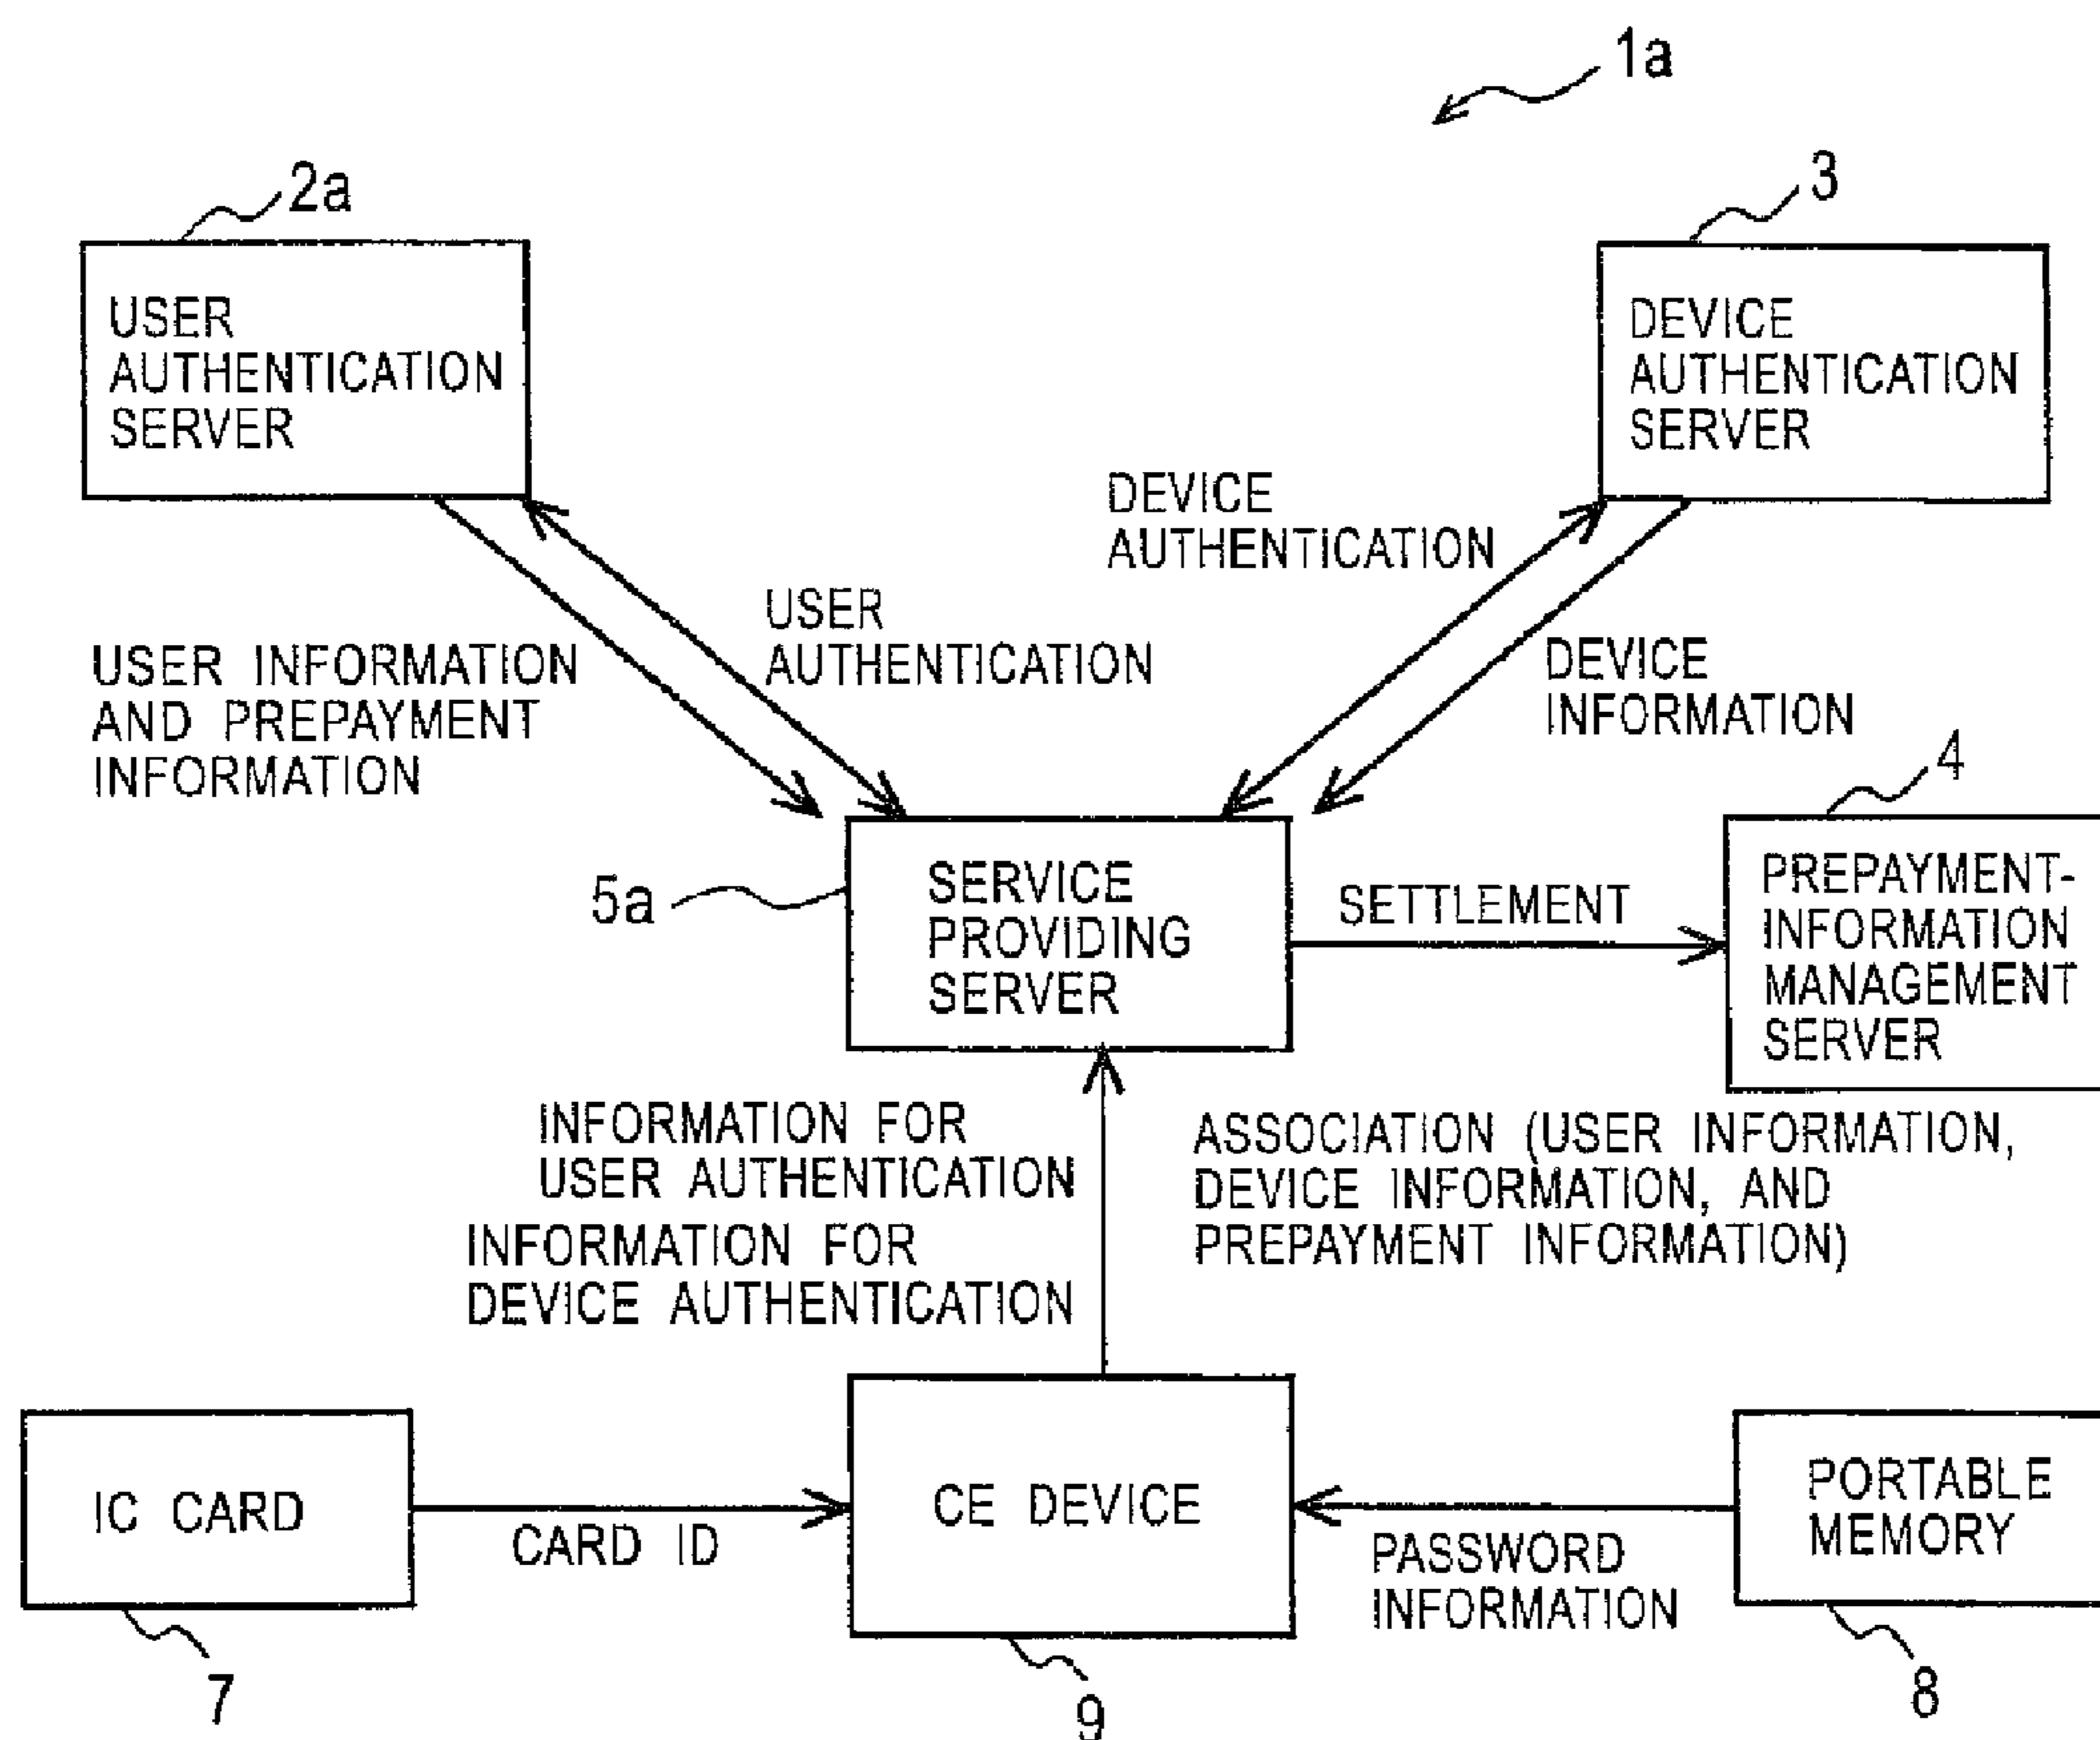 1a
2a
3
USER
AUTHENTICATION
SERVER
DEVICE
AUTHENTICATION
SERVER
DEVICE
AUTHENTICATION
USER
AUTHENTICATION
USER INFORMATION
AND PREPAYMENT
INFORMATION
DEVICE
INFORMATION
4
5a
SERVICE
PROVIDING
SERVER
SETTLEMENT
PREPAYMENT-
INFORMATION
MANAGEMENT
SERVER
INFORMATION FOR
USER AUTHENTICATION
INFORMATION FOR
DEVICE AUTHENTICATION
ASSOCIATION (USER INFORMATION,
DEVICE INFORMATION, AND
PREPAYMENT INFORMATION)
IC CARD
CARD ID
CE DEVICE
PASSWORD
INFORMATION
PORTABLE
MEMORY
7
9
8